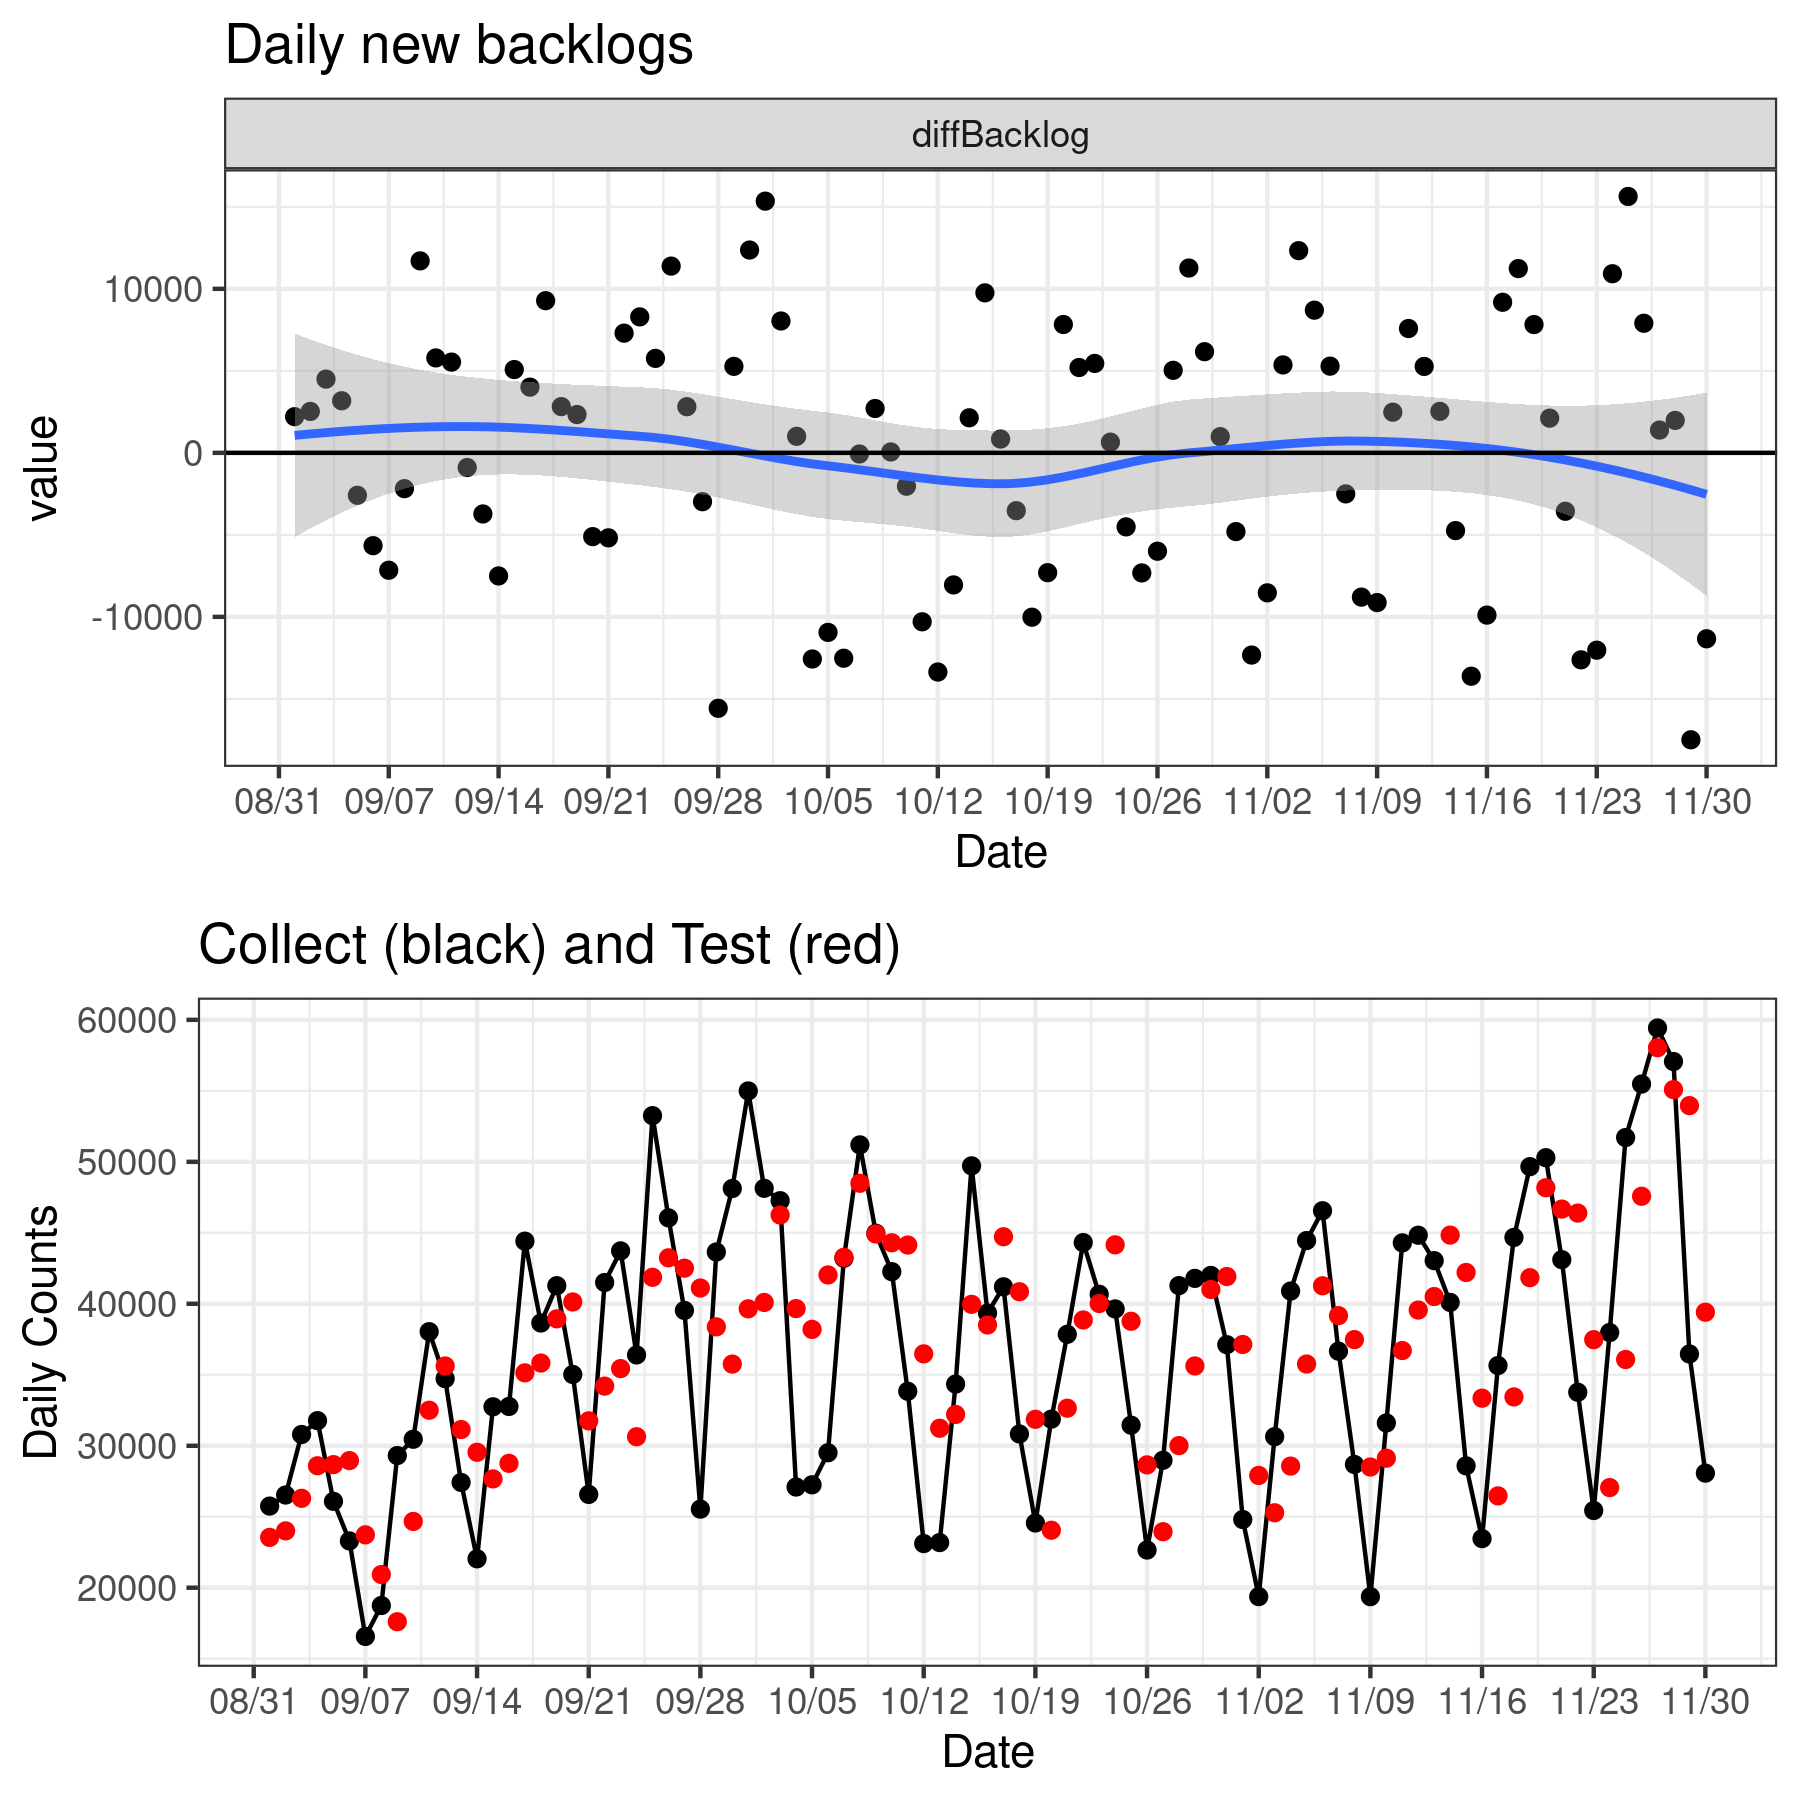 Daily new backlogs
diffBacklog
value
10000
0
-10000
08/31 09/07 09/14 09/21 09/28 10/05 10/12 10/19 10/26 11/02 11/09 11/16 11/23 11/30
Date
Collect (black) and Test (red)
Daily Counts
60000
50000
40000
30000
20000
08/31 09/07 09/14 09/21 09/28 10/05 10/12 10/19 10/26 11/02 11/09 11/16 11/23 11/30
Date